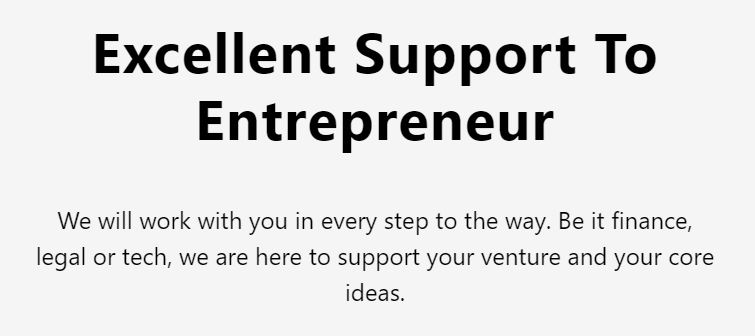 Excellent Support To
Entrepreneur
We will work with you in every step to the way. Be it finance,
legal or tech, we are here to support your venture and your core
ideas.